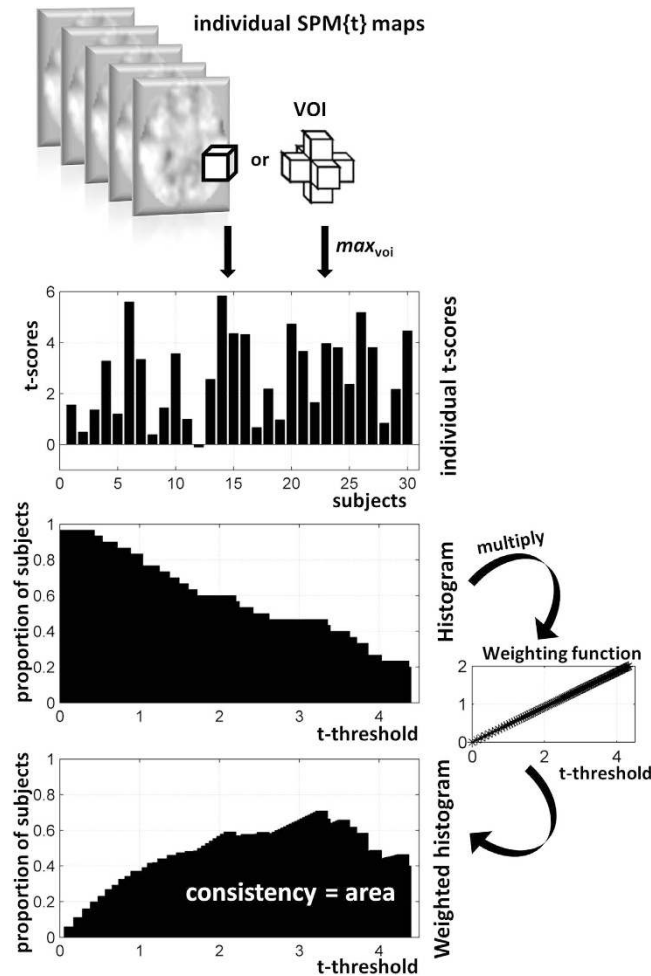 individual SPM{t} maps
VOI
or
max_voi
6
4
2
0
t-scores
0 5 10 15 20 25 30
subjects
individual t-scores
1
0.8
0.6
0.4
0.2
0
proportion of subjects
0 1 2 3 4
t-threshold
Histogram
multiply
Weighting function
2
1
0
0 2 4
t-threshold
1
0.8
0.6
0.4
0.2
0
proportion of subjects
consistency = area
0 1 2 3 4
t-threshold
Weighted histogram